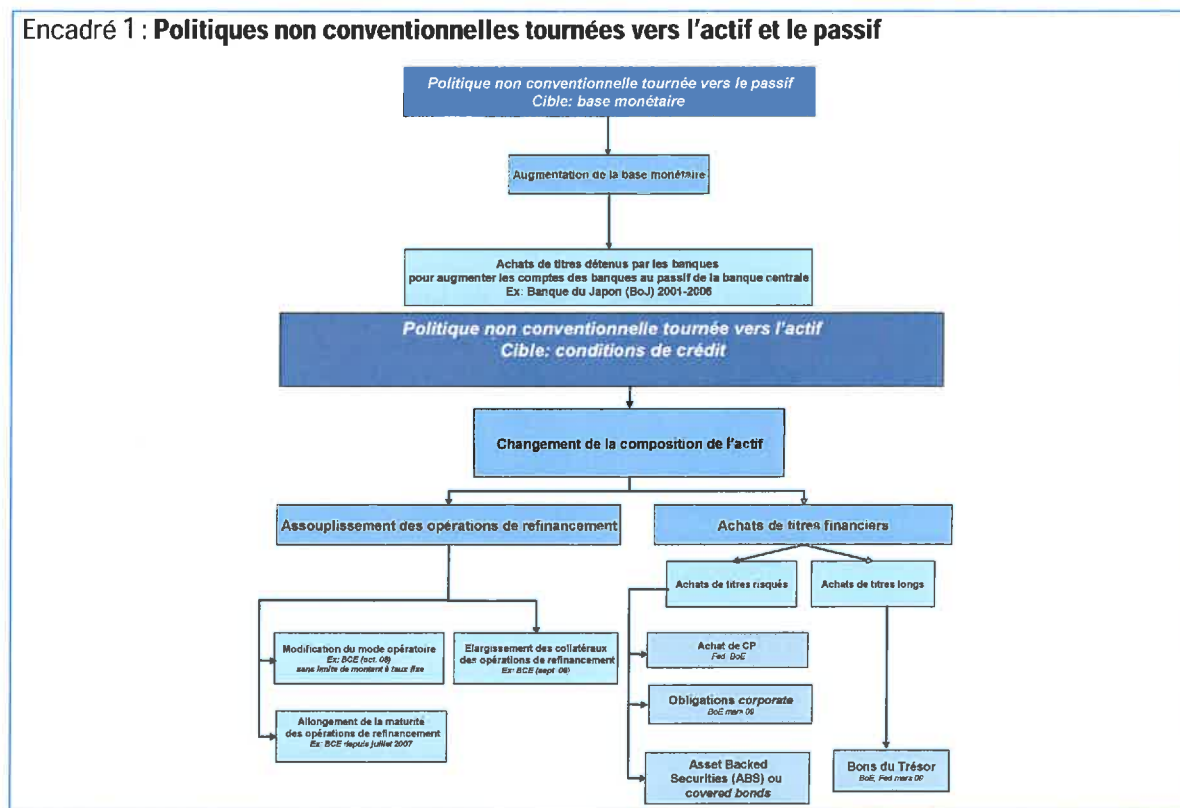 Encadré 1 : Politiques non conventionnelles tournées vers l'actif et le passif
Politique non conventionnelle tournée vers le passif
Cible: base monétaire
Augmentation de la base monétaire
Achats de titres détenus par les banques
pour augmenter les comptes des banques au passif de la banque centrale
Ex: Banque du Japon (BoJ) 2001-2006
Politique non conventionnelle tournée vers l'actif
Cible: conditions de crédit
Changement de la composition de l'actif
Assouplissement des opérations de refinancement
Achats de titres financiers
Achats de titres risqués
Achats de titres longs
Modification du mode opératoire
Ex: BCE (oct. 08)
sans limite de montant à taux fixe
Elargissement des collatéraux
des opérations de refinancement
Ex: BCE (sept 08)
Achat de CP
Fed BoE
Obligations corporate
BoE mars 09
Allongement de la maturité
des opérations de refinancement
Ex: BCE depuis juillet 2007
Asset Backed
Securities (ABS) ou
covered bonds
Bons du Trésor
BoE, Fed mars 09